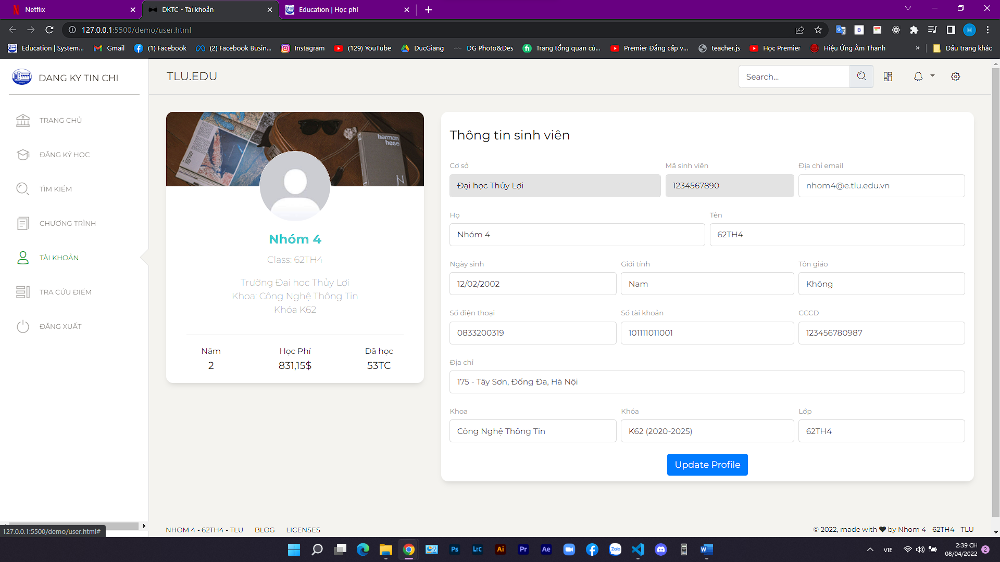 Netflix
DKTC - Tài khoản
Education | Học phí
127.0.0.1:5500/demo/user.html
H
Education | System...
Gmail
(1) Facebook
(2) Facebook Busin...
Instagram
(129) YouTube
DucGiang
DG Photo&Des
Trang tổng quan củ...
Premier Đẳng cấp v...
teacher.js
Học Premier
Hiệu Ứng Âm Thanh
»
Dấu trang khác
DANG KY TIN CHI
TLU.EDU
Search...
TRANG CHỦ
ĐĂNG KÝ HỌC
TÌM KIẾM
CHƯƠNG TRÌNH
TÀI KHOẢN
TRA CỨU ĐIỂM
ĐĂNG XUẤT
herman
hese
N
Nhóm 4
Class: 62TH4
Trường Đại học Thủy Lợi
Khoa: Công Nghệ Thông Tin
Khóa K62
Năm
2
Học Phí
831,15$
Đã học
53TC
Thông tin sinh viên
Cơ sở
Đại học Thủy Lợi
Mã sinh viên
1234567890
Địa chỉ email
nhom4@e.tlu.edu.vn
Họ
Nhóm 4
Tên
62TH4
Ngày sinh
12/02/2002
Giới tính
Nam
Tôn giáo
Không
Số điện thoại
0833200319
Số tài khoản
101111011001
CCCD
123456780987
Địa chỉ
175 - Tây Sơn, Đống Đa, Hà Nội
Khoa
Công Nghệ Thông Tin
Khóa
K62 (2020-2025)
Lớp
62TH4
Update Profile
NHOM 4 - 62TH4 - TLU
BLOG
LICENSES
© 2022, made with ♥ by Nhom 4 - 62TH4 - TLU
127.0.0.1:5500/demo/user.html#
Ps
LrC
Ai
Pr
Ae
Zalo
W
VIE
2:39 CH
08/04/2022
2